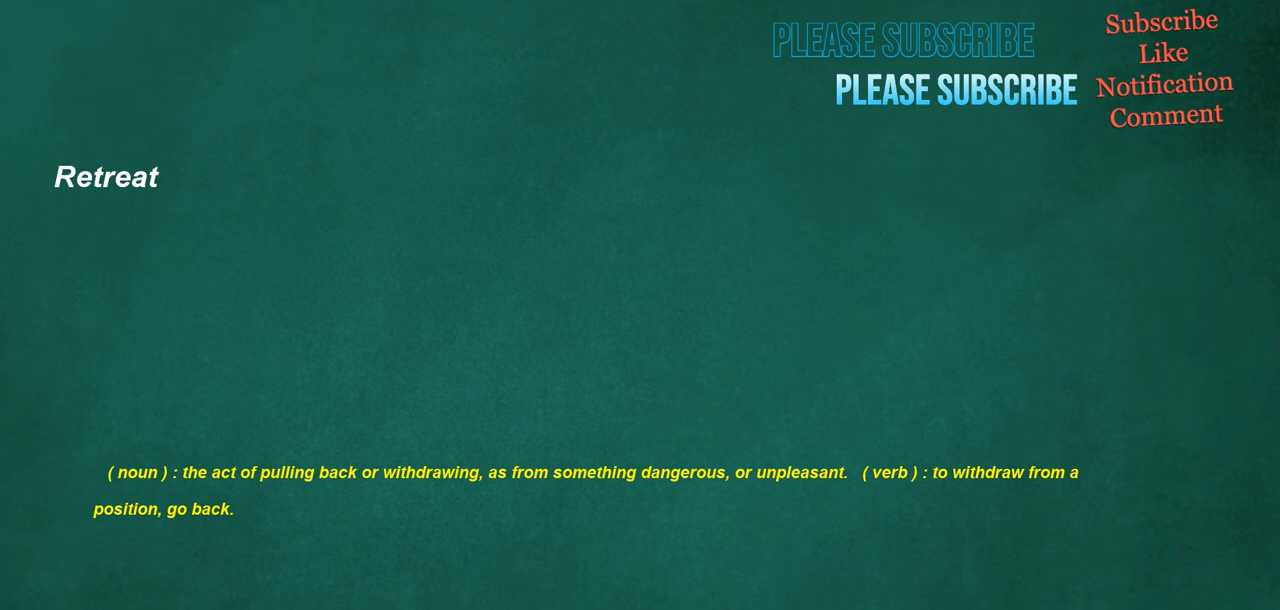 PLEASE SUBSCRIBE
PLEASE SUBSCRIBE
Subscribe
Like
Notification
Comment
Retreat
( noun ) : the act of pulling back or withdrawing, as from something dangerous, or unpleasant. ( verb ) : to withdraw from a
position, go back.